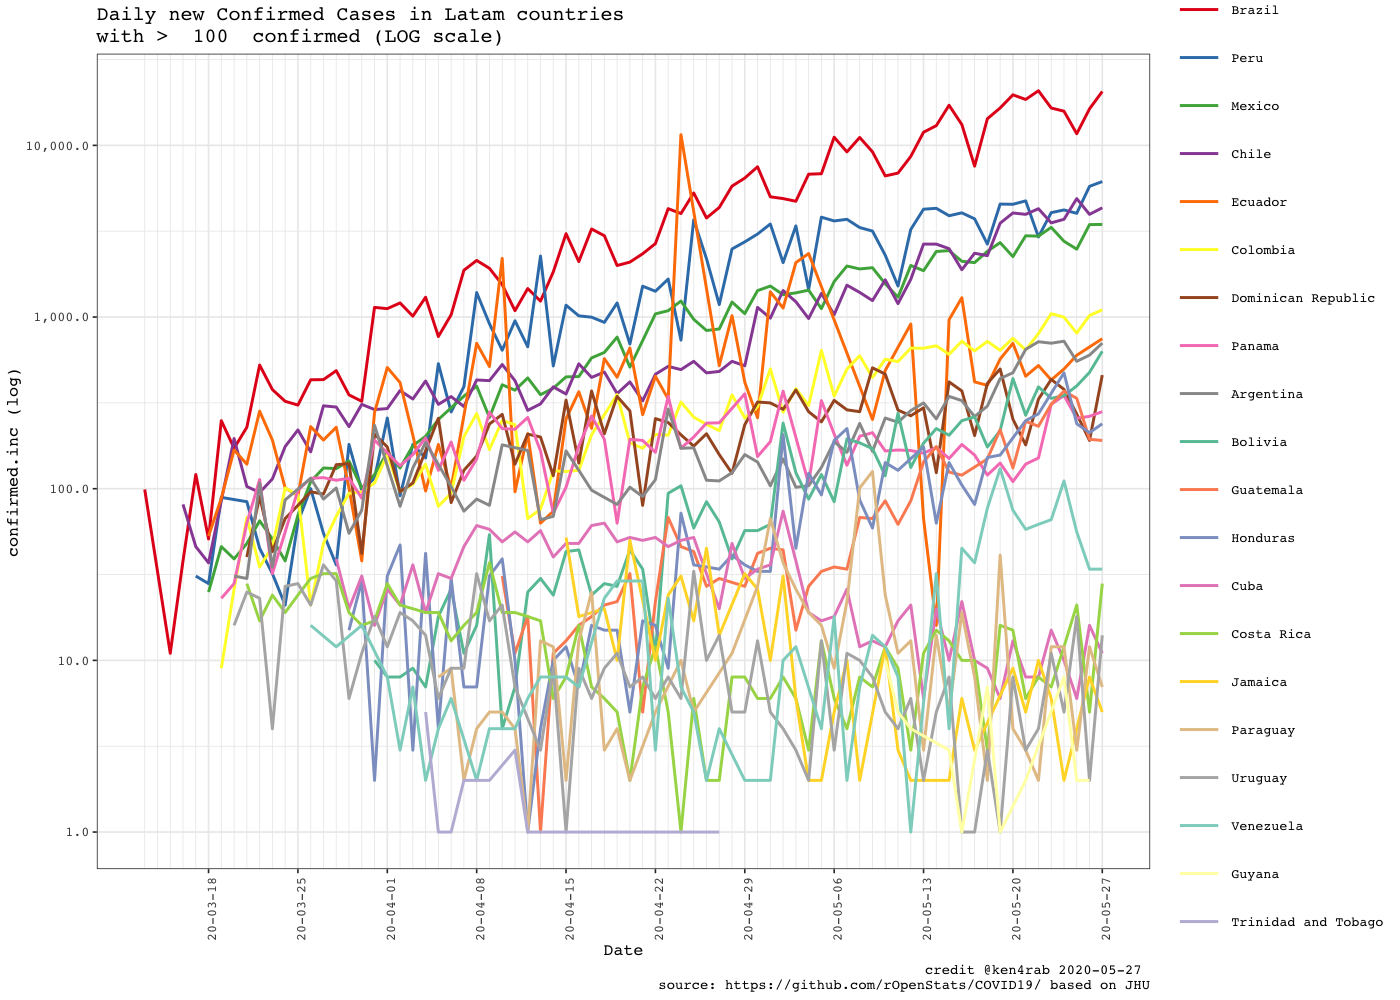 Daily new Confirmed Cases in Latam countries
with >  100  confirmed (LOG scale)
confirmed.inc (log)
10,000.0
1,000.0
100.0
10.0
1.0
20-03-18
20-03-25
20-04-01
20-04-08
20-04-15
20-04-22
20-04-29
20-05-06
20-05-13
20-05-20
20-05-27
Date
Brazil
Peru
Mexico
Chile
Ecuador
Colombia
Dominican Republic
Panama
Argentina
Bolivia
Guatemala
Honduras
Cuba
Costa Rica
Jamaica
Paraguay
Uruguay
Venezuela
Guyana
Trinidad and Tobago
credit @ken4rab 2020-05-27
source: https://github.com/rOpenStats/COVID19/ based on JHU